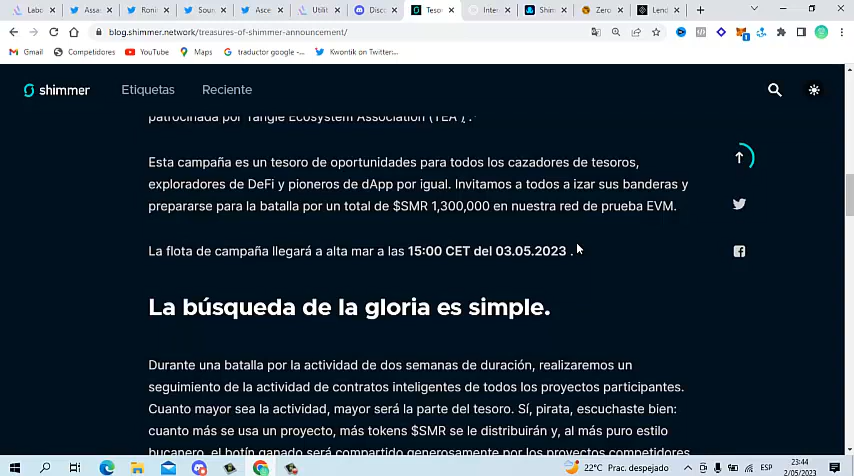 Labo
Assa
Roni
Soun
Asce
Utilit
Disco
Teso
Inter
Shim
Zero
Lend
blog.shimmer.network/treasures-of-shimmer-announcement/
Gmail Competidores YouTube Maps traductor google -... Kwontik on Twitter:...
shimmer Etiquetas Reciente
patrocinada por Tangle Ecosystem Association (TEA ) .
Esta campaña es un tesoro de oportunidades para todos los cazadores de tesoros,
exploradores de DeFi y pioneros de dApp por igual. Invitamos a todos a izar sus banderas y
prepararse para la batalla por un total de $SMR 1,300,000 en nuestra red de prueba EVM.
La flota de campaña llegará a alta mar a las 15:00 CET del 03.05.2023 .
La búsqueda de la gloria es simple.
Durante una batalla por la actividad de dos semanas de duración, realizaremos un
seguimiento de la actividad de contratos inteligentes de todos los proyectos participantes.
Cuanto mayor sea la actividad, mayor será la parte del tesoro. Sí, pirata, escuchaste bien:
cuanto más se usa un proyecto, más tokens $SMR se le distribuirán y, al más puro estilo
bucanero, el botín ganado será compartido generosamente por los proyectos competidores
22°C Prac. despejado ESP 23:44
2/05/2023